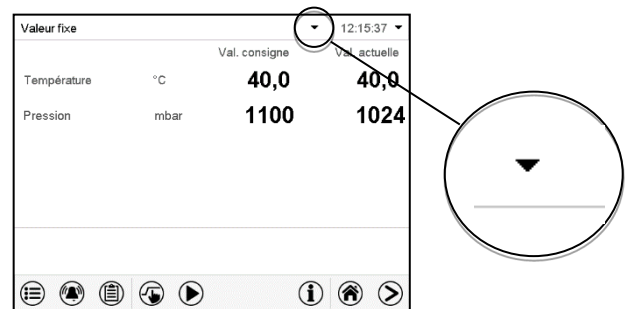 Valeur fixe 12:15:37
Val. consigne Val. actuelle
Température °C 40,0 40,0
Pression mbar 1100 1024